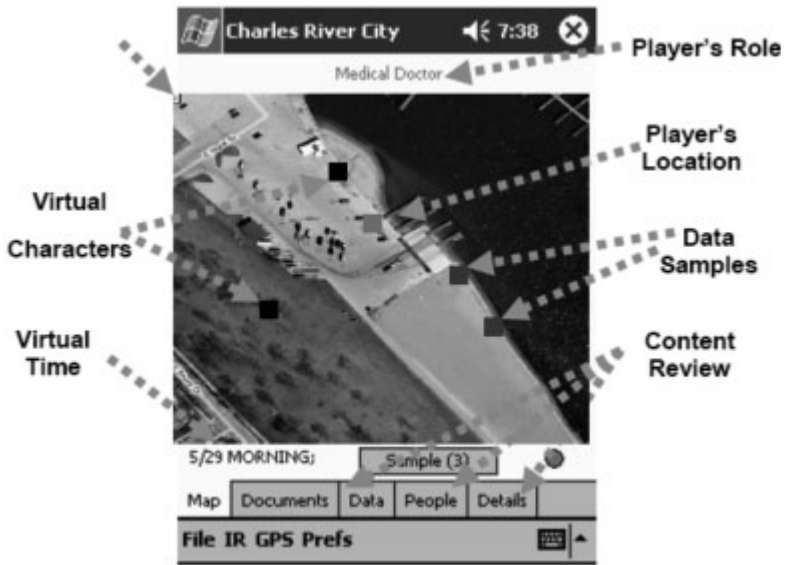 Charles River City
7:38
Medical Doctor
Player's Role
Player's
Location
Virtual
Characters
Data
Samples
Virtual
Time
Content
Review
5/29 MORNING;
Sample (3)
Map Documents Data People Details
File IR GPS Prefs